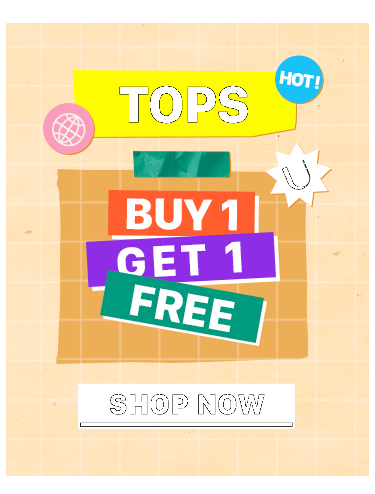 HOT!
TOPS
BUY 1
GET 1
FREE
SHOP NOW